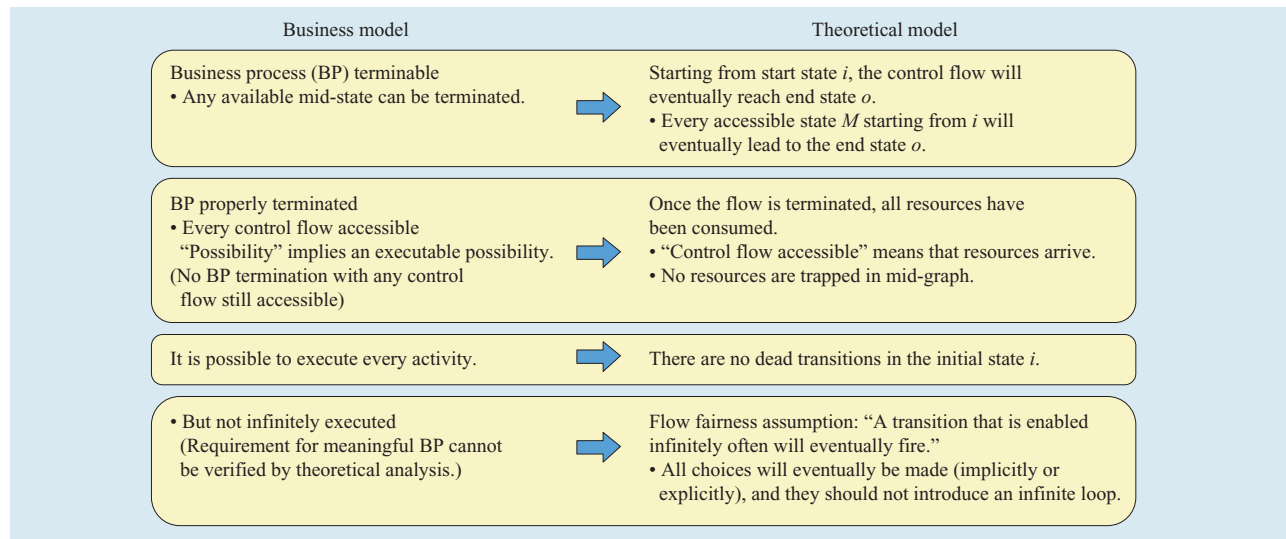 Business model
Theoretical model
Business process (BP) terminable
• Any available mid-state can be terminated.
Starting from start state i, the control flow will
eventually reach end state o.
• Every accessible state M starting from i will
eventually lead to the end state o.
BP properly terminated
• Every control flow accessible
“Possibility” implies an executable possibility.
(No BP termination with any control
flow still accessible)
Once the flow is terminated, all resources have
been consumed.
• “Control flow accessible” means that resources arrive.
• No resources are trapped in mid-graph.
It is possible to execute every activity.
There are no dead transitions in the initial state i.
• But not infinitely executed
(Requirement for meaningful BP cannot
be verified by theoretical analysis.)
Flow fairness assumption: “A transition that is enabled
infinitely often will eventually fire.”
• All choices will eventually be made (implicitly or
explicitly), and they should not introduce an infinite loop.